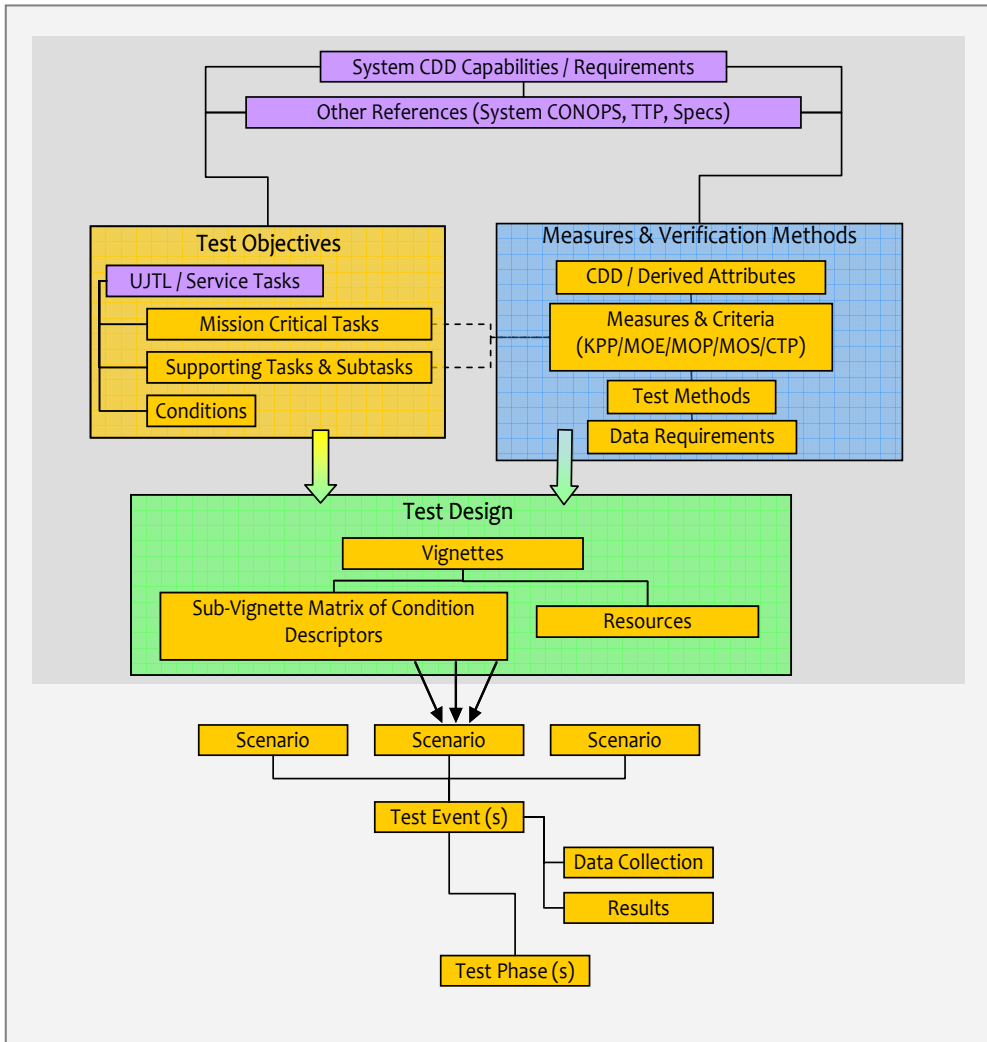 System CDD Capabilities / Requirements
Other References (System CONOPS, TTP, Specs)
Test Objectives
UJTL / Service Tasks
Mission Critical Tasks
Supporting Tasks & Subtasks
Conditions
Measures & Verification Methods
CDD / Derived Attributes
Measures & Criteria
(KPP/MOE/MOP/MOS/CTP)
Test Methods
Data Requirements
Test Design
Vignettes
Sub-Vignette Matrix of Condition
Descriptors
Resources
Scenario
Scenario
Scenario
Test Event (s)
Data Collection
Results
Test Phase (s)